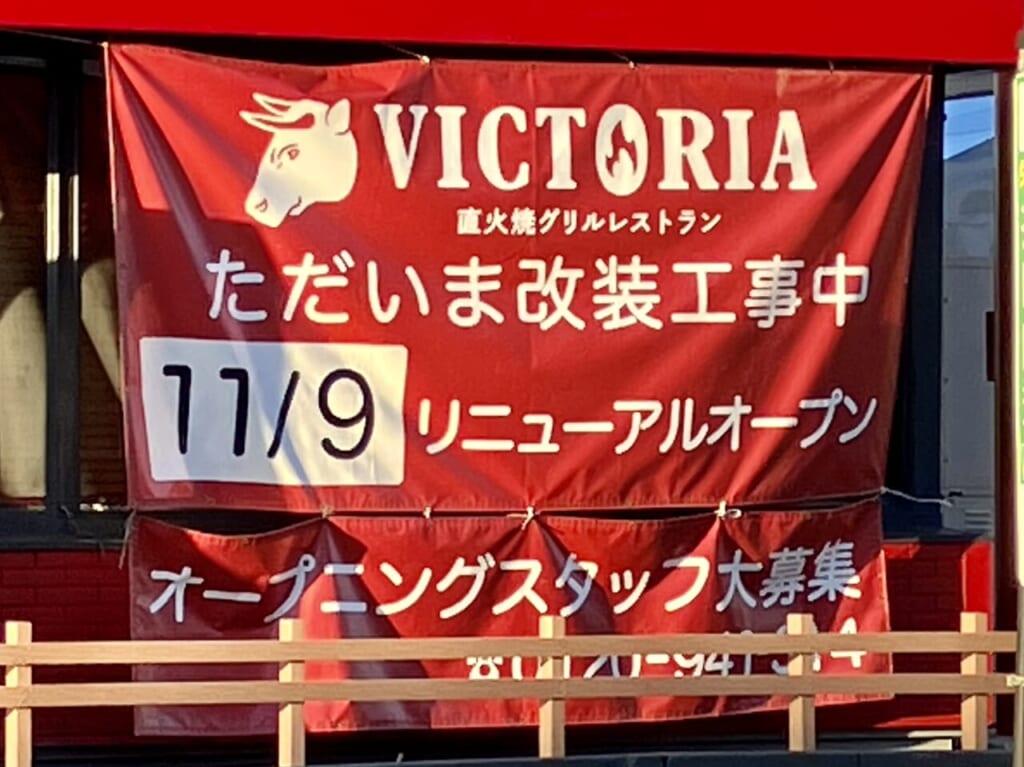 VICTORIA
直火焼グリルレストラン
ただいま改装工事中
11/9 リニューアルオープン
オープニングスタッフ大募集